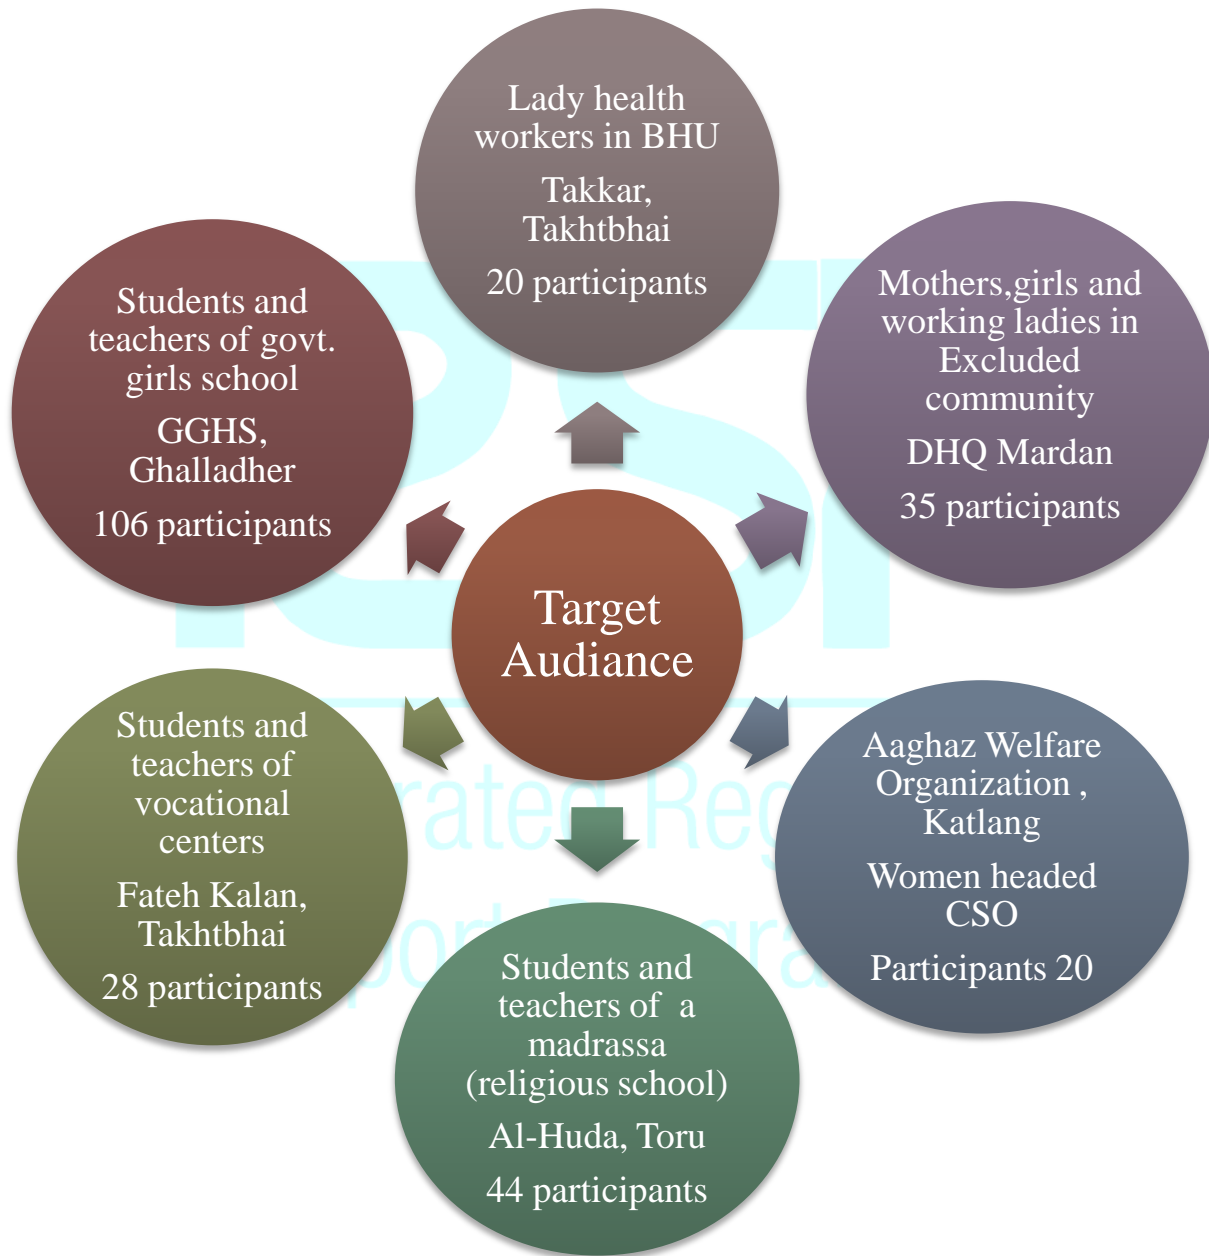 Lady health
workers in BHU
Takkar,
Takhtbhai
20 participants
Mothers,girls and
working ladies in
Excluded
community
DHQ Mardan
35 participants
Aaghaz Welfare
Organization ,
Katlang
Women headed
CSO
Participants 20
Students and
teachers of a
madrassa
(religious school)
Al-Huda, Toru
44 participants
Students and
teachers of
vocational
centers
Fateh Kalan,
Takhtbhai
28 participants
Students and
teachers of govt.
girls school
GGHS,
Ghalladher
106 participants
Target
Audiance